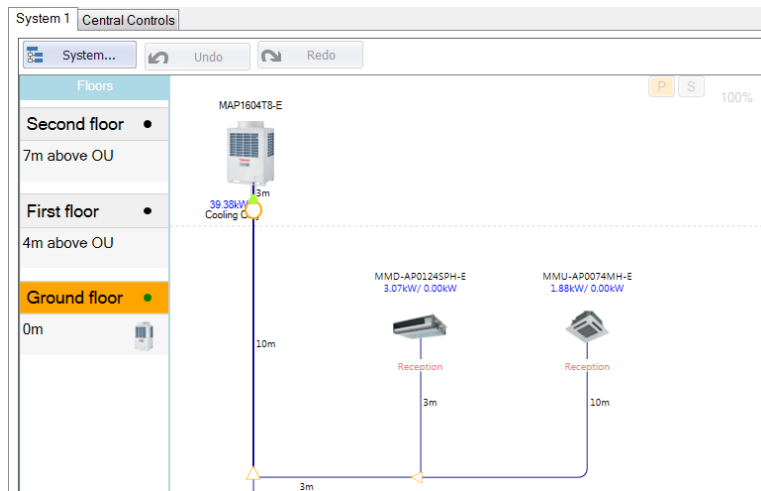 System 1
Central Controls
System...
Undo
Redo
Floors
P
S
100%
Second floor
7m above OU
First floor
4m above OU
Ground floor
0m
MAP1604T8-E
3m
39.38kW
Cooling
10m
MMD-AP0124SPH-E
3.07kW/ 0.00kW
Reception
3m
MMU-AP0074MH-E
1.88kW/ 0.00kW
Reception
10m
3m